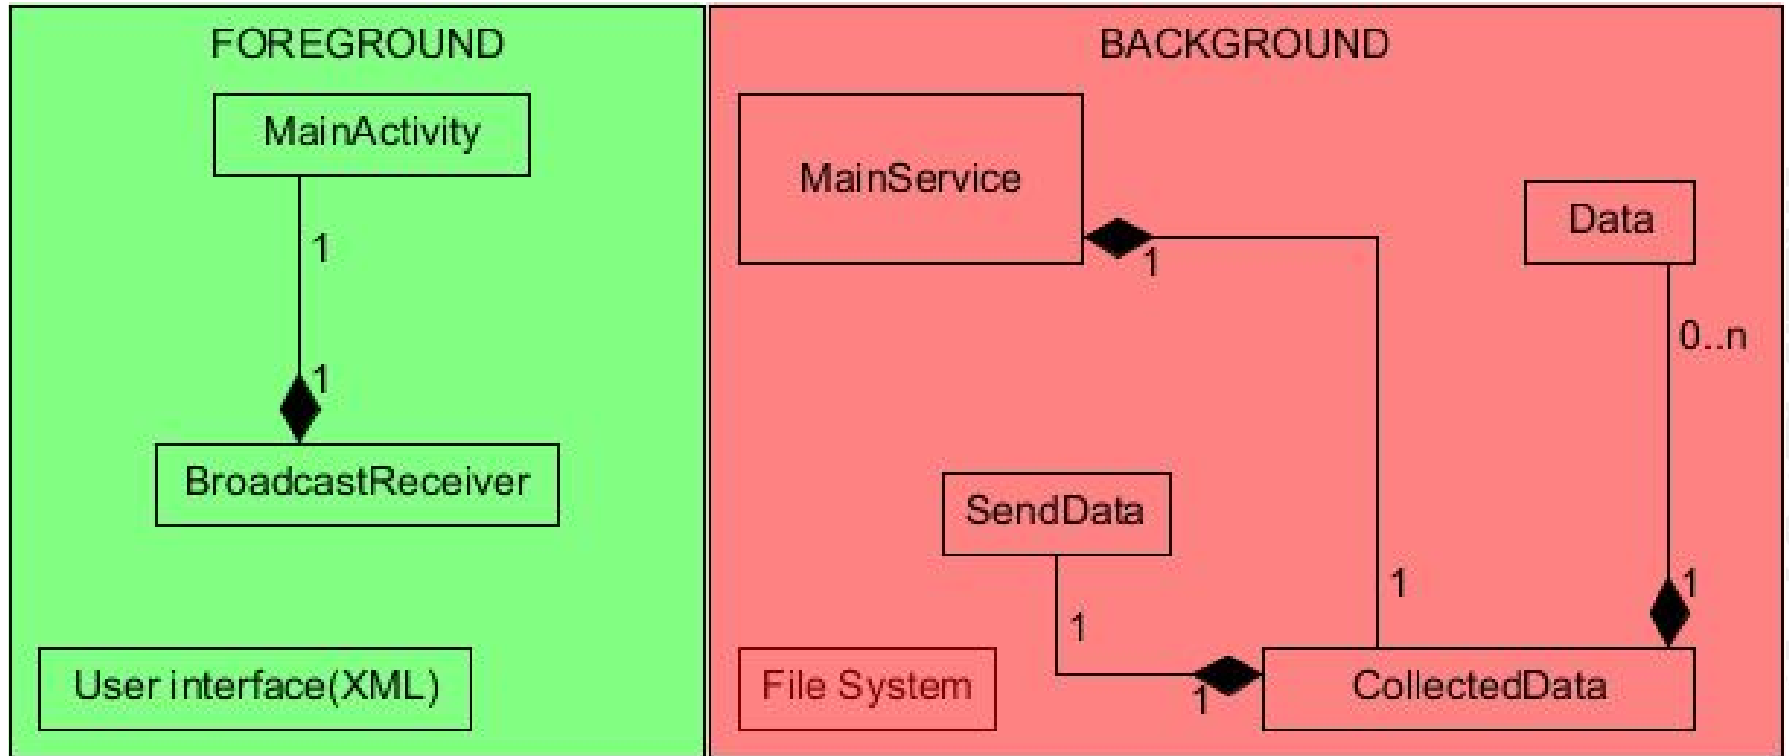 FOREGROUND
MainActivity
1
1
BroadcastReceiver
User interface(XML)
BACKGROUND
MainService
1
Data
0..n
SendData
1
1
1
1
File System
CollectedData